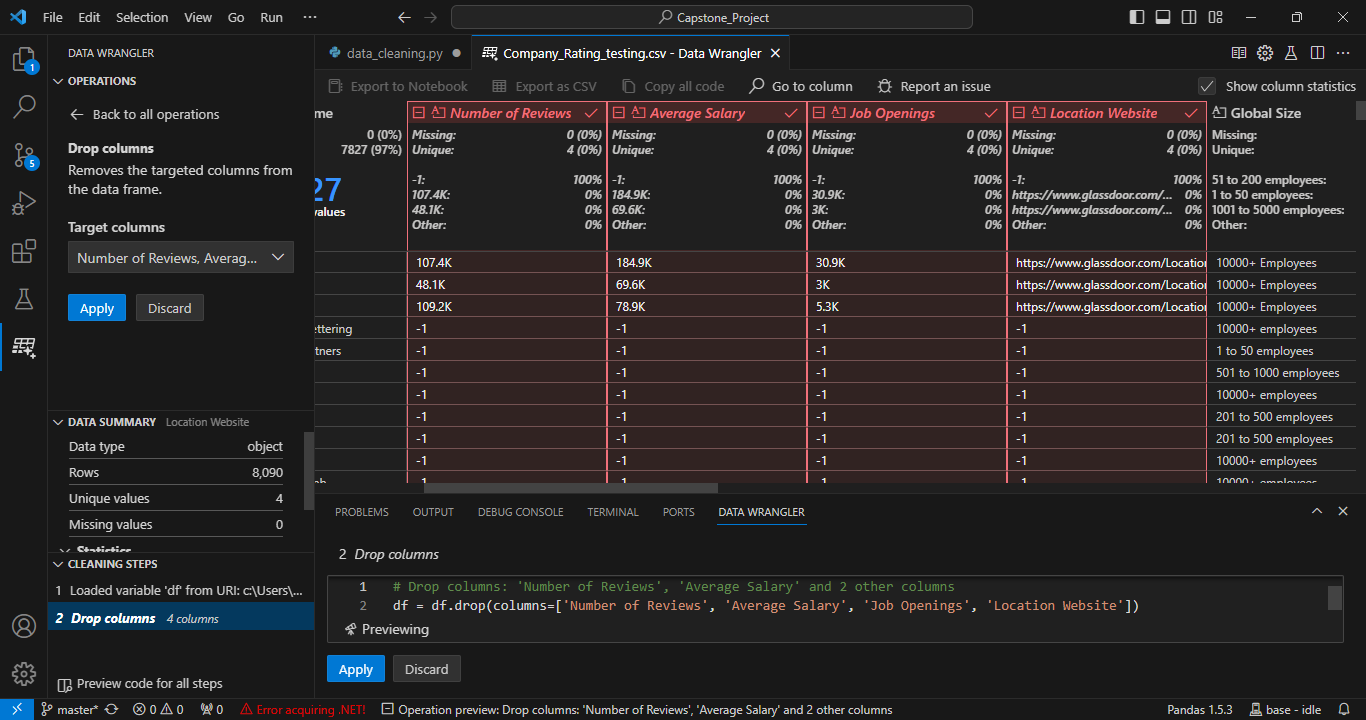 File Edit Selection View Go Run ···
Capstone_Project
DATA WRANGLER
OPERATIONS
Back to all operations
Drop columns
Removes the targeted columns from
the data frame.
Target columns
Number of Reviews, Averag...
Apply Discard
DATA SUMMARY Location Website
Data type object
Rows 8,090
Unique values 4
Missing values 0
Statistics
CLEANING STEPS
1 Loaded variable 'df' from URI: c:\Users\...
2 Drop columns 4 columns
Preview code for all steps
1
5
data_cleaning.py
Company_Rating_testing.csv - Data Wrangler
Export to Notebook Export as CSV Copy all code Go to column Report an issue Show column statistics
me Number of Reviews Average Salary Job Openings Location Website Global Size
0 (0%) Missing: 0 (0%) Missing: 0 (0%) Missing: 0 (0%) Missing: 0 (0%) Missing:
7827 (97%) Unique: 4 (0%) Unique: 4 (0%) Unique: 4 (0%) Unique: 4 (0%) Unique:
27
values
-1: 100% -1: 100% -1: 100% -1: 100% 51 to 200 employees:
107.4K: 0% 184.9K: 0% 30.9K: 0% https://www.glassdoor.com/... 0% 1 to 50 employees:
48.1K: 0% 69.6K: 0% 3K: 0% https://www.glassdoor.com/... 0% 1001 to 5000 employees:
Other: 0% Other: 0% Other: 0% Other: 0% Other:
107.4K 184.9K 30.9K https://www.glassdoor.com/Location 10000+ Employees
48.1K 69.6K 3K https://www.glassdoor.com/Location 10000+ Employees
109.2K 78.9K 5.3K https://www.glassdoor.com/Location 10000+ Employees
ettering -1 -1 -1 -1 10000+ employees
tners -1 -1 -1 -1 1 to 50 employees
-1 -1 -1 -1 501 to 1000 employees
-1 -1 -1 -1 10000+ employees
-1 -1 -1 -1 201 to 500 employees
-1 -1 -1 -1 201 to 500 employees
-1 -1 -1 -1 10000+ employees
-1 -1 -1 -1 10000+ employees
PROBLEMS OUTPUT DEBUG CONSOLE TERMINAL PORTS DATA WRANGLER
2 Drop columns
1 # Drop columns: 'Number of Reviews', 'Average Salary' and 2 other columns
2 df = df.drop(columns=['Number of Reviews', 'Average Salary', 'Job Openings', 'Location Website'])
Previewing
Apply Discard
master* 0 0 0 Error acquiring .NET! Operation preview: Drop columns: 'Number of Reviews', 'Average Salary' and 2 other columns Pandas 1.5.3 base - idle